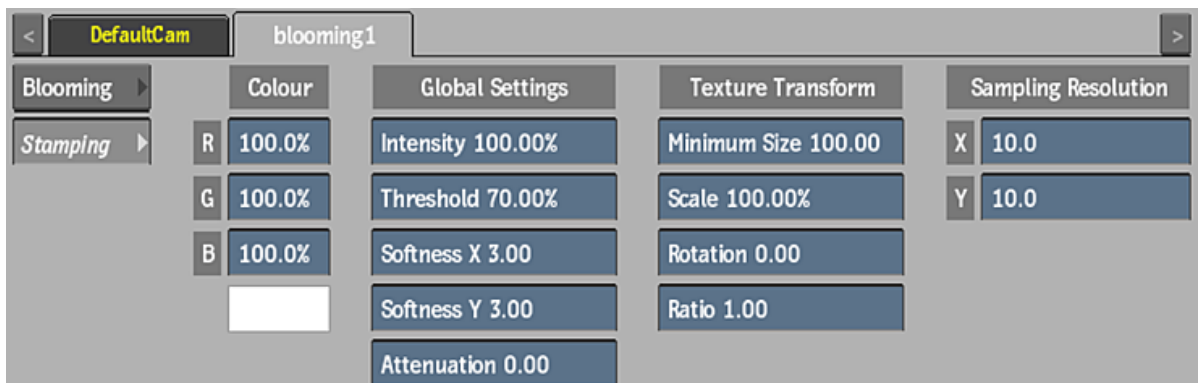 < DefaultCam blooming1 >
Blooming Colour Global Settings Texture Transform Sampling Resolution
Stamping R 100.0% Intensity 100.00% Minimum Size 100.00 X 10.0
G 100.0% Threshold 70.00% Scale 100.00% Y 10.0
B 100.0% Softness X 3.00 Rotation 0.00
Softness Y 3.00 Ratio 1.00
Attenuation 0.00